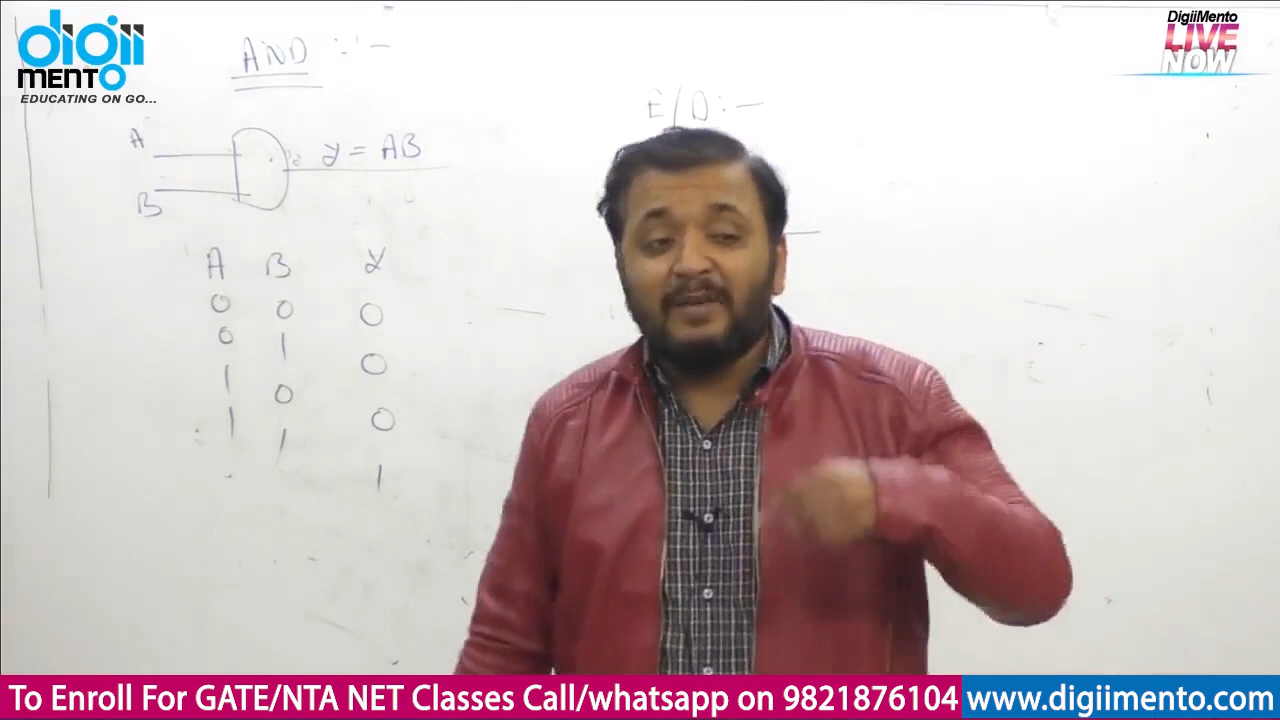 digii
MENTO
EDUCATING ON GO...
DigiiMento
LIVE
NOW
AND :-
E/D :-
A
B
y = AB
A B y
0 0 0
0 1 0
1 0 0
1 1 1
To Enroll For GATE/NTA NET Classes Call/whatsapp on 9821876104 www.digiimento.com